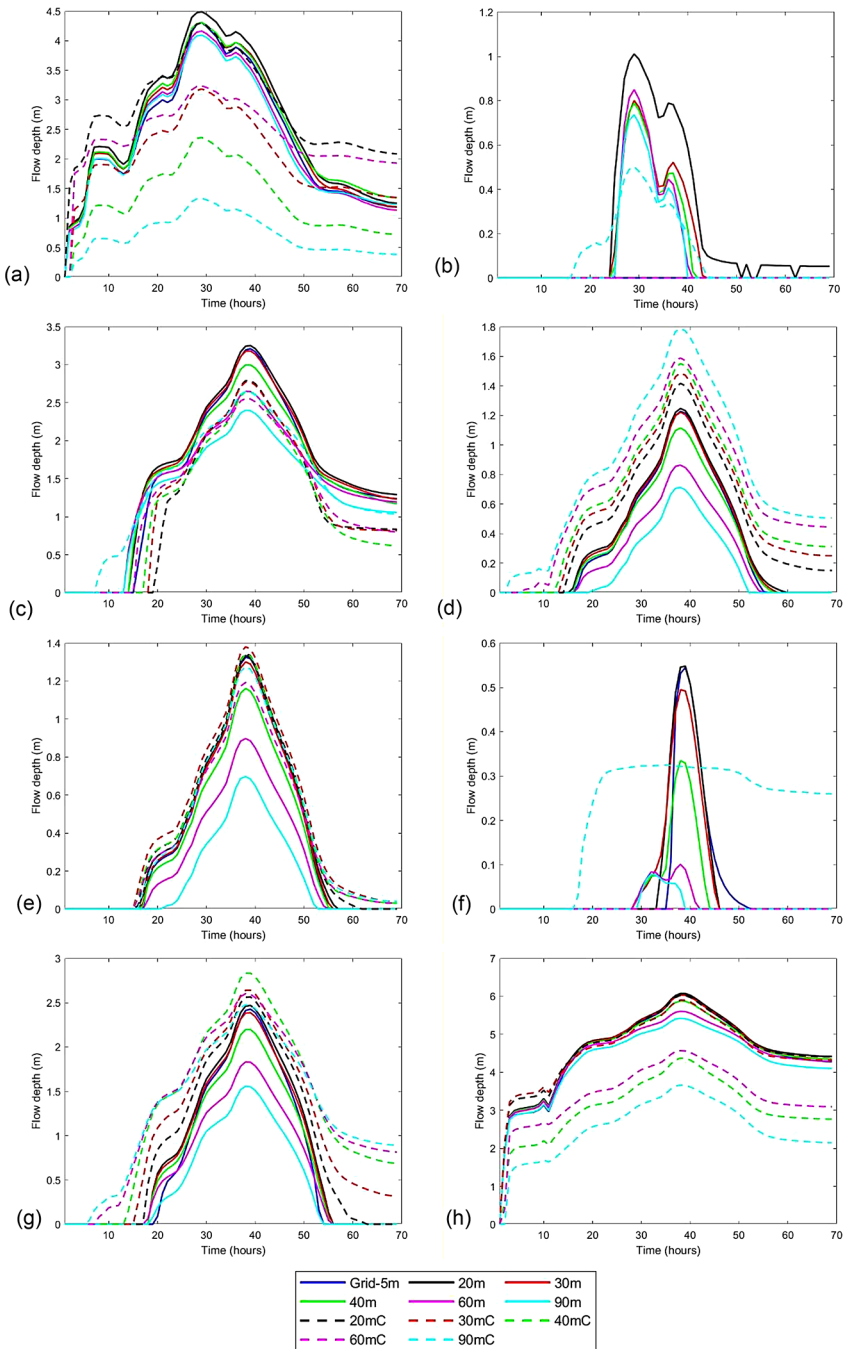 4.5
4
3.5
3
2.5
2
1.5
1
0.5
0
Flow depth (m)
10 20 30 40 50 60 70
Time (hours)
(a)
1.2
1
0.8
0.6
0.4
0.2
0
Flow depth (m)
10 20 30 40 50 60 70
Time (hours)
(b)
3.5
3
2.5
2
1.5
1
0.5
0
Flow depth (m)
10 20 30 40 50 60 70
Time (hours)
(c)
1.8
1.6
1.4
1.2
1
0.8
0.6
0.4
0.2
0
Flow depth (m)
10 20 30 40 50 60 70
Time (hours)
(d)
1.4
1.2
1
0.8
0.6
0.4
0.2
0
Flow depth (m)
10 20 30 40 50 60 70
Time (hours)
(e)
0.6
0.5
0.4
0.3
0.2
0.1
0
Flow depth (m)
10 20 30 40 50 60 70
Time (hours)
(f)
3
2.5
2
1.5
1
0.5
0
Flow depth (m)
10 20 30 40 50 60 70
Time (hours)
(g)
7
6
5
4
3
2
1
0
Flow depth (m)
10 20 30 40 50 60 70
Time (hours)
(h)
Grid-5m 20m 30m
40m 60m 90m
20mC 30mC 40mC
60mC 90mC